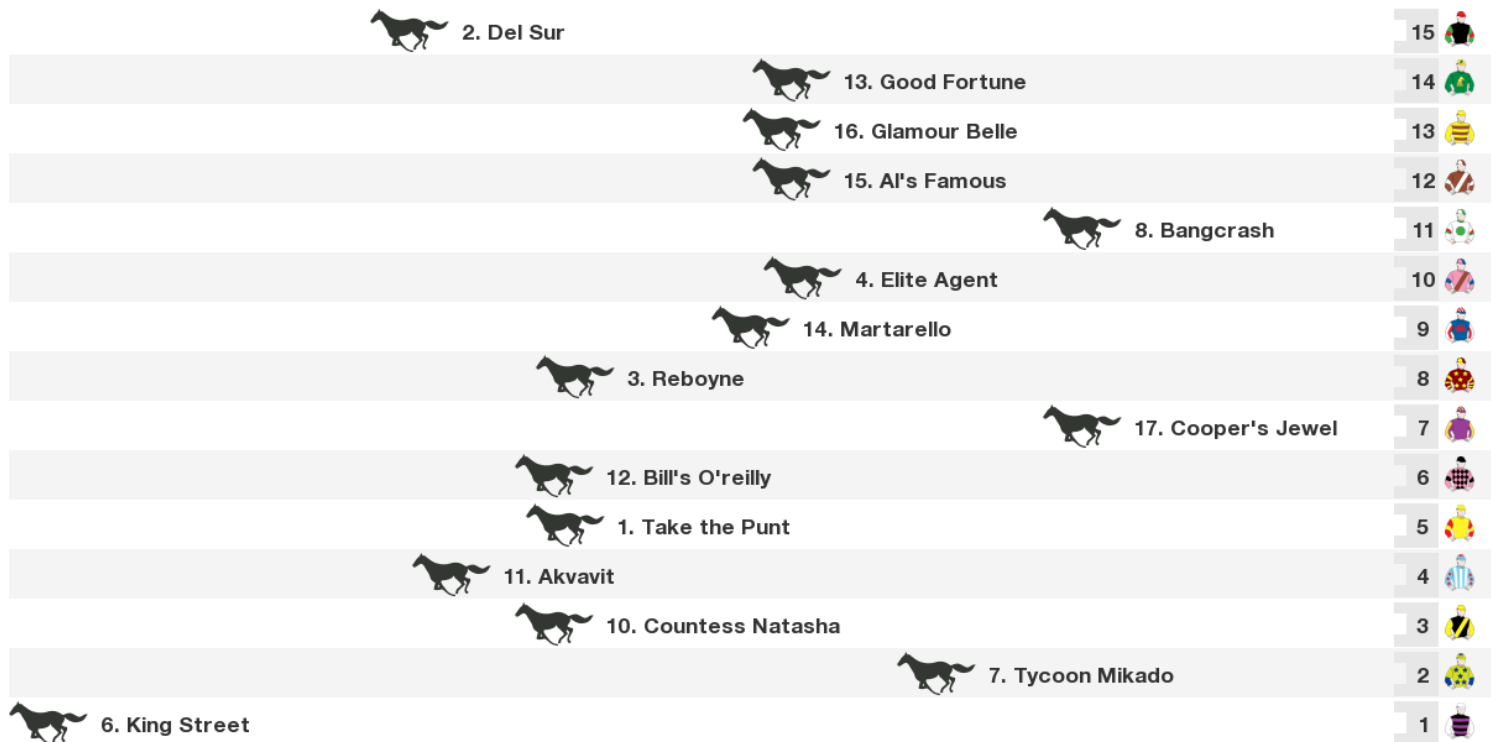 2. Del Sur 15
13. Good Fortune 14
16. Glamour Belle 13
15. Al's Famous 12
8. Bangcrash 11
4. Elite Agent 10
14. Martarello 9
3. Reboyne 8
17. Cooper's Jewel 7
12. Bill's O'reilly 6
1. Take the Punt 5
11. Akvavit 4
10. Countess Natasha 3
7. Tycoon Mikado 2
6. King Street 1